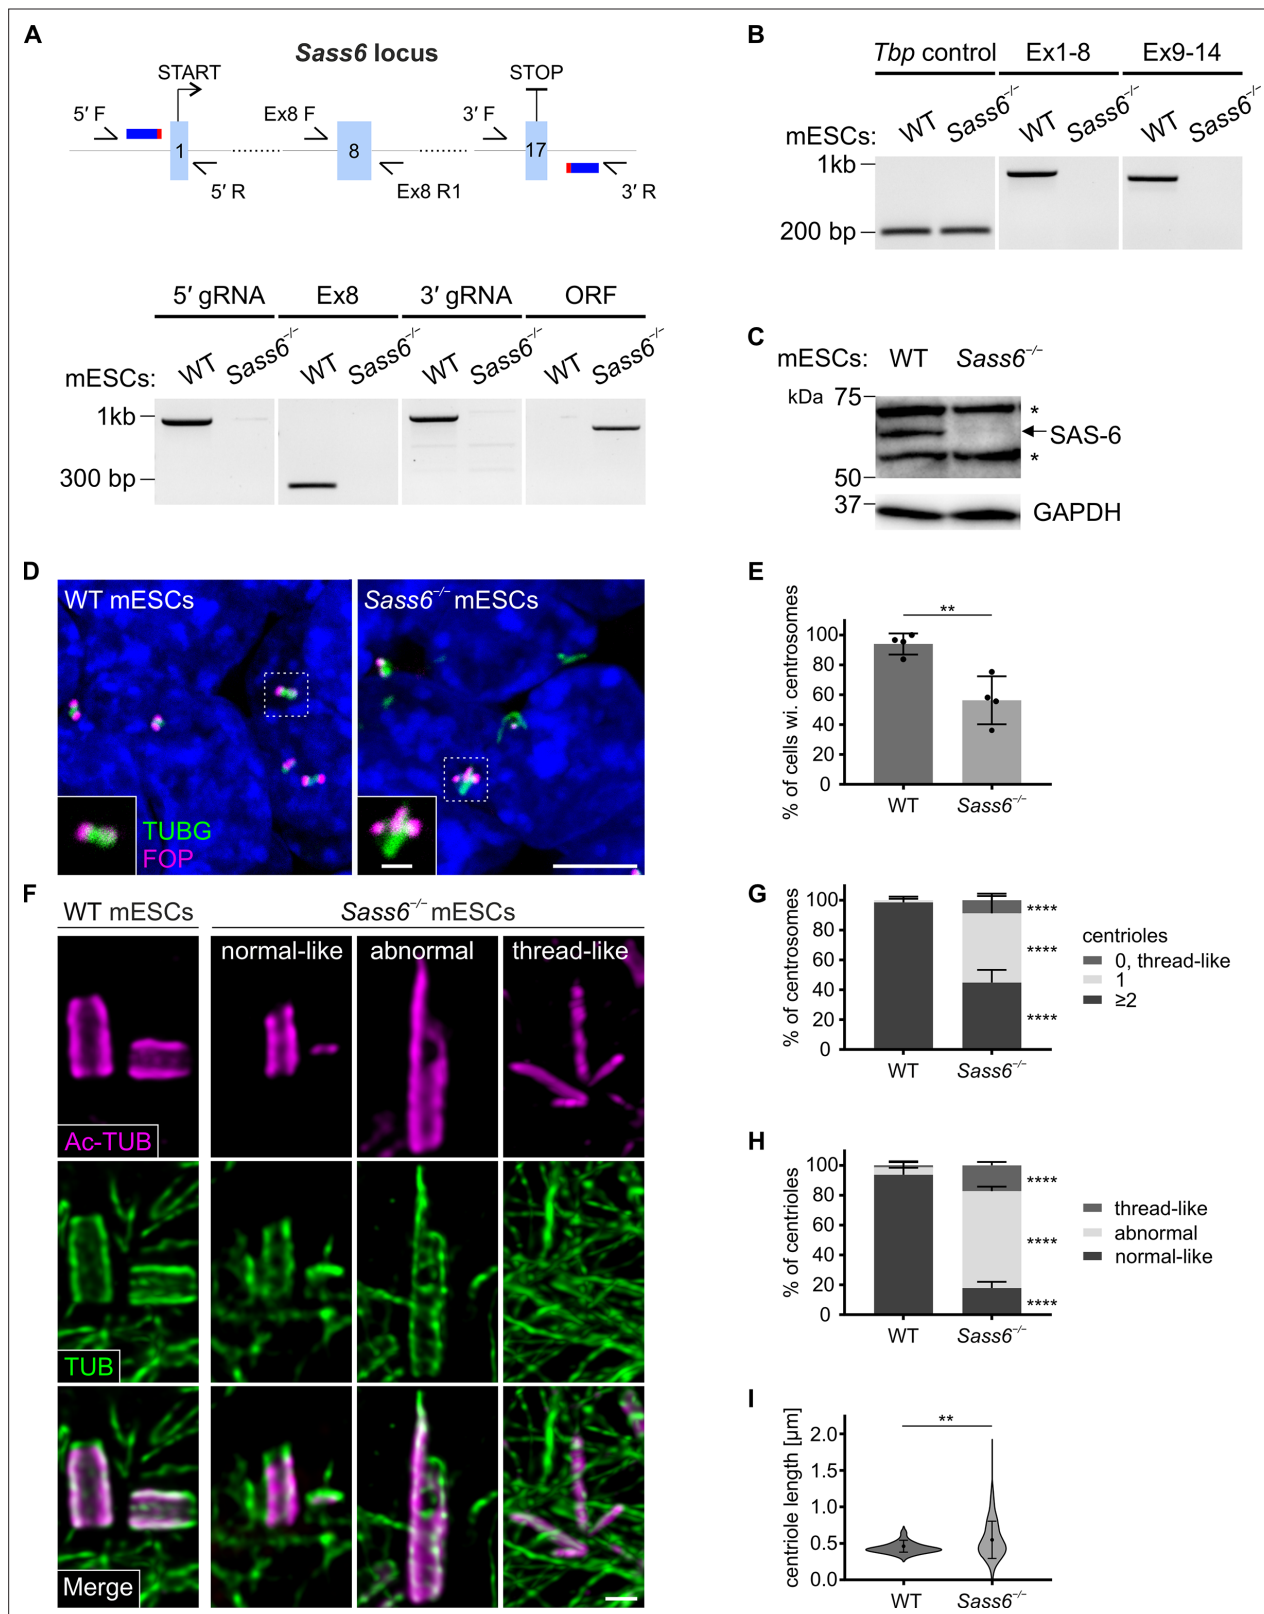 A
Sass6 locus
START
STOP
5′ F
Ex8 F
3′ F
1
8
17
5′ R
Ex8 R1
3′ R
5′ gRNA
Ex8
3′ gRNA
ORF
mESCs:
WT
Sass6−/−
WT
Sass6−/−
WT
Sass6−/−
WT
Sass6−/−
1kb
300 bp
B
Tbp control
Ex1-8
Ex9-14
mESCs:
WT
Sass6−/−
WT
Sass6−/−
WT
Sass6−/−
1kb
200 bp
C
mESCs:
WT
Sass6−/−
kDa
75
*
SAS-6
*
50
37
GAPDH
D
WT mESCs
Sass6−/− mESCs
TUBG
FOP
E
% of cells wi. centrosomes
**
100
80
60
40
20
0
WT
Sass6−/−
F
WT mESCs
Sass6−/− mESCs
normal-like
abnormal
thread-like
Ac-TUB
TUB
Merge
G
% of centrosomes
100
80
60
40
20
0
****
****
****
WT
Sass6−/−
centrioles
0, thread-like
1
≥2
H
% of centrioles
100
80
60
40
20
0
****
****
****
WT
Sass6−/−
thread-like
abnormal
normal-like
I
centriole length [µm]
**
2.0
1.5
1.0
0.5
0.0
WT
Sass6−/−